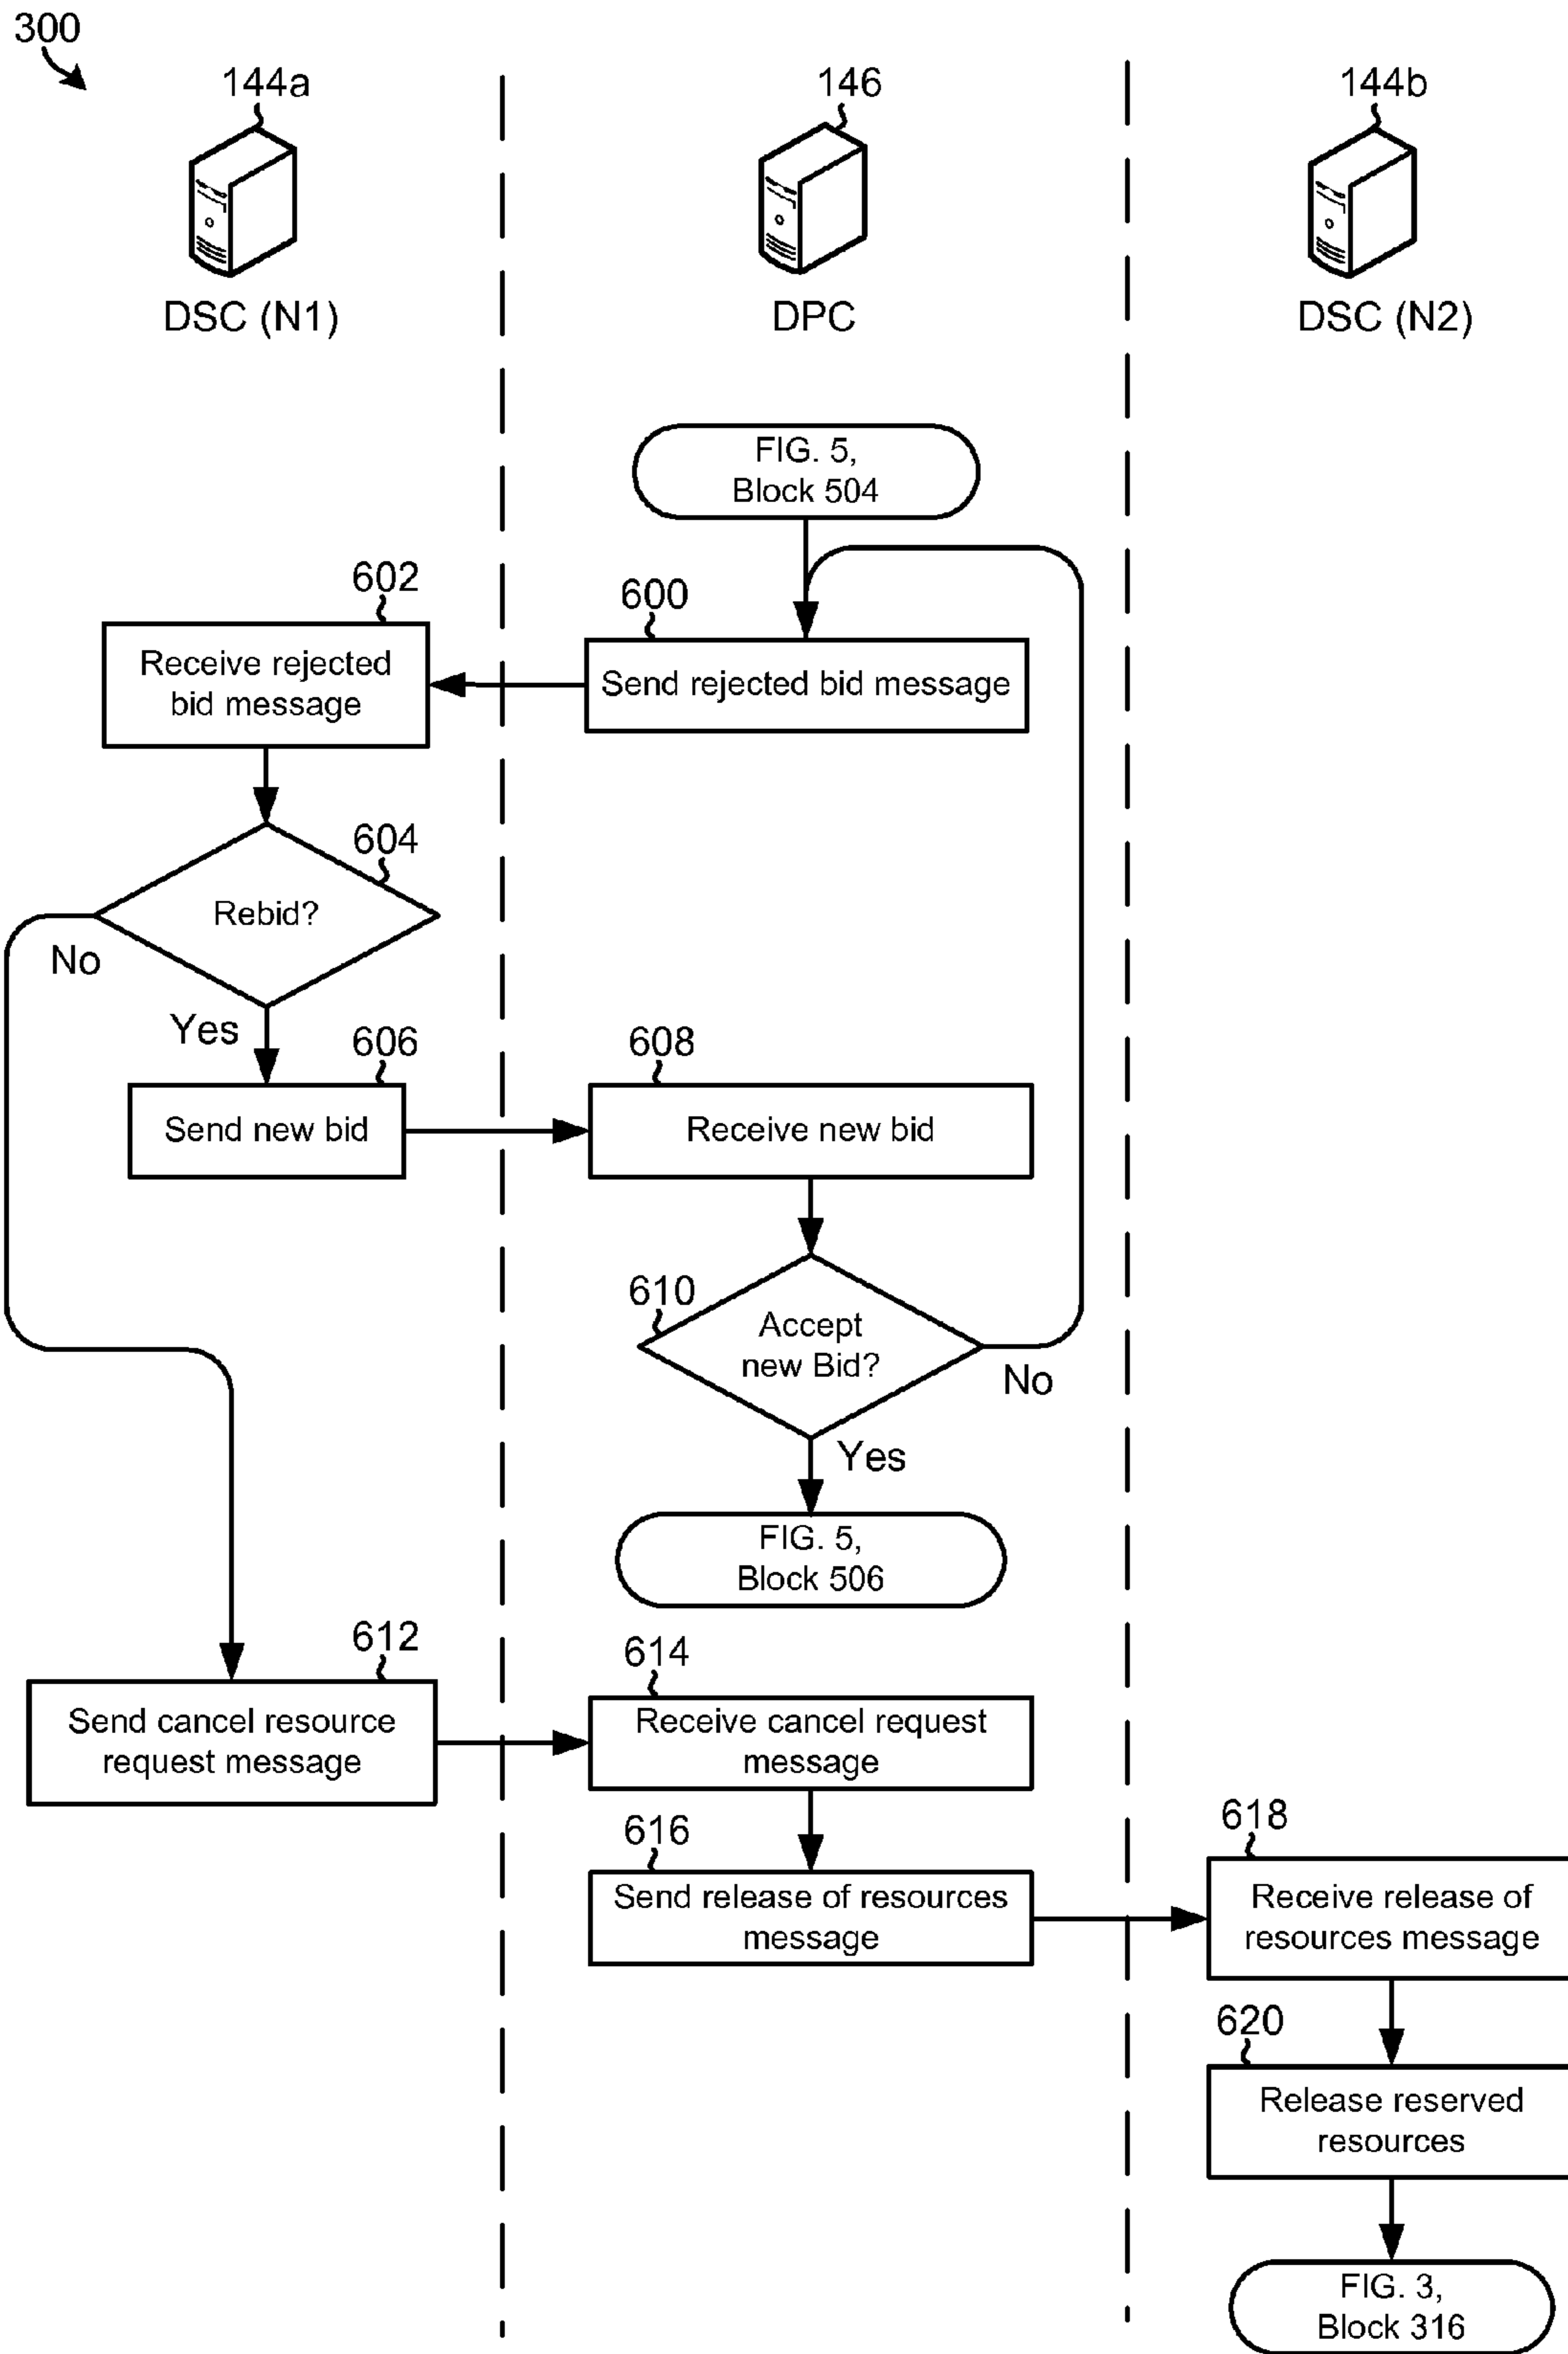 300
144a
146
144b
DSC (N1)
DPC
DSC (N2)
FIG. 5,
Block 504
602
600
Receive rejected
bid message
Send rejected bid message
604
Rebid?
No
Yes
606
608
Send new bid
Receive new bid
610
Accept
new Bid?
No
Yes
FIG. 5,
Block 506
612
614
Send cancel resource
request message
Receive cancel request
message
616
618
Send release of resources
message
Receive release of
resources message
620
Release reserved
resources
FIG. 3,
Block 316